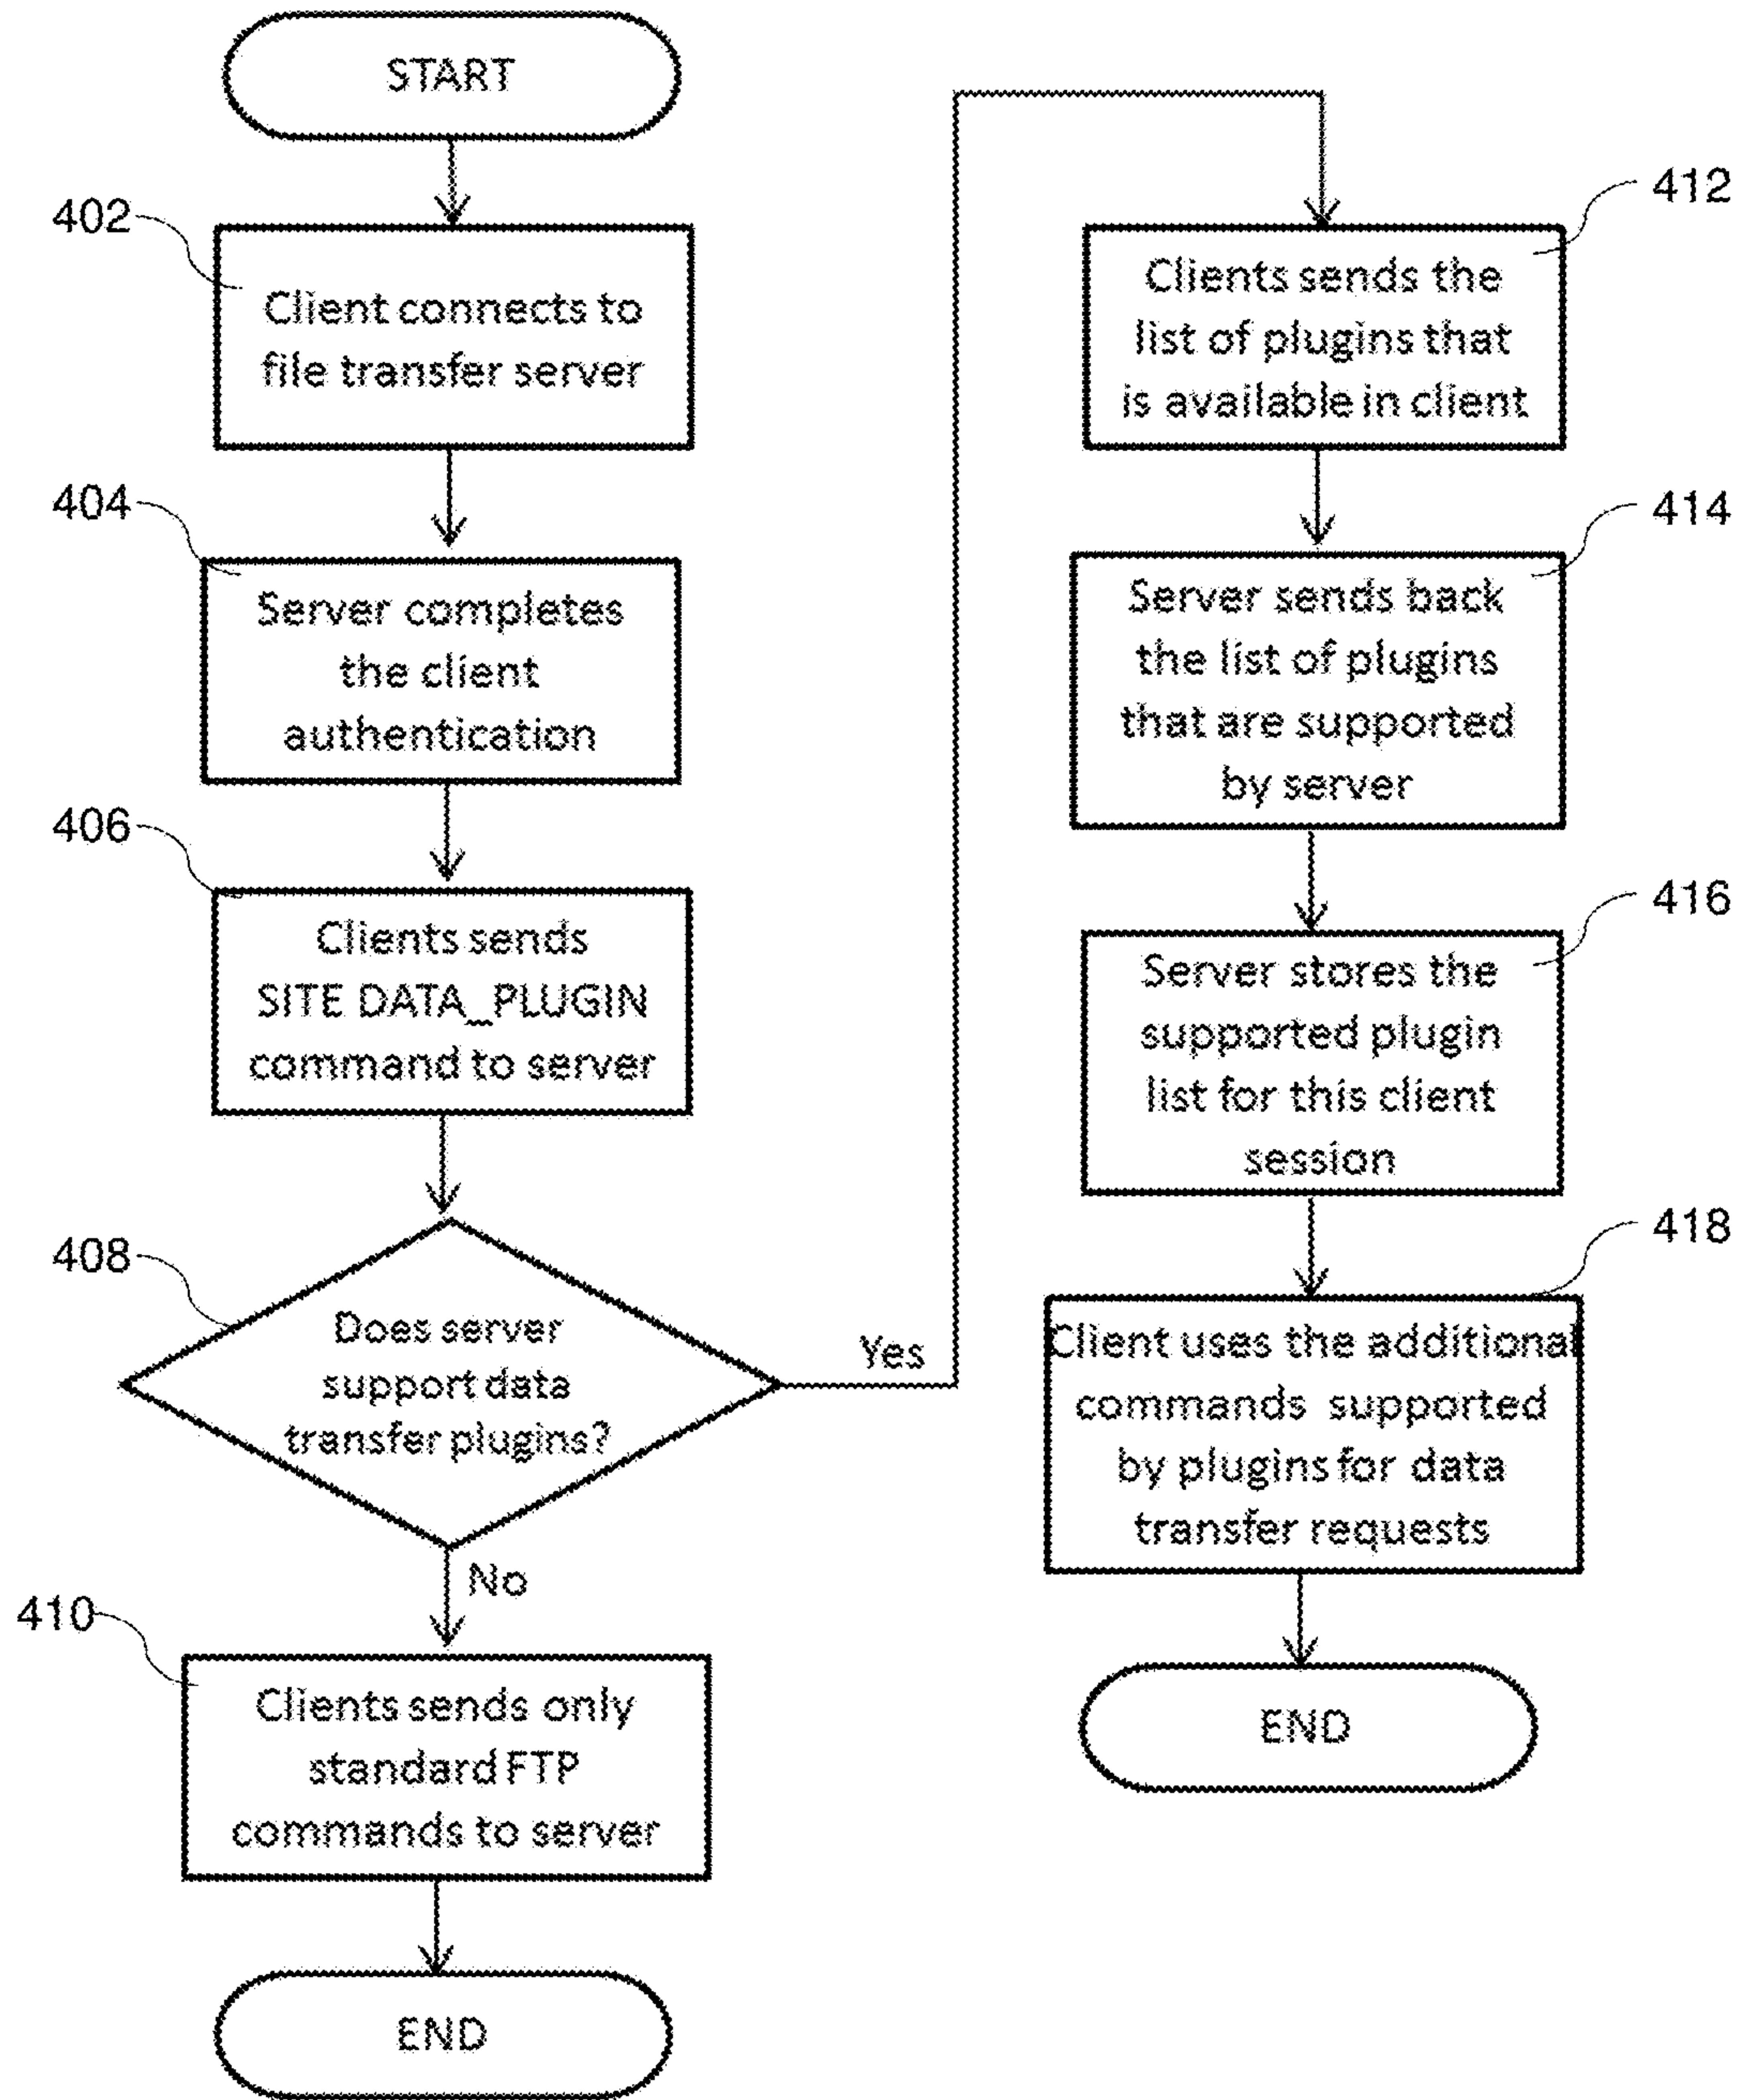 START
402
Client connects to
file transfer server
404
Server completes
the client
authentication
406
Clients sends
SITE DATA_PLUGIN
command to server
408
Does server
support data
transfer plugins?
Yes
No
410
Clients sends only
standard FTP
commands to server
END
412
Clients sends the
list of plugins that
is available in client
414
Server sends back
the list of plugins
that are supported
by server
416
Server stores the
supported plugin
list for this client
session
418
Client uses the additional
commands supported
by plugins for data
transfer requests
END